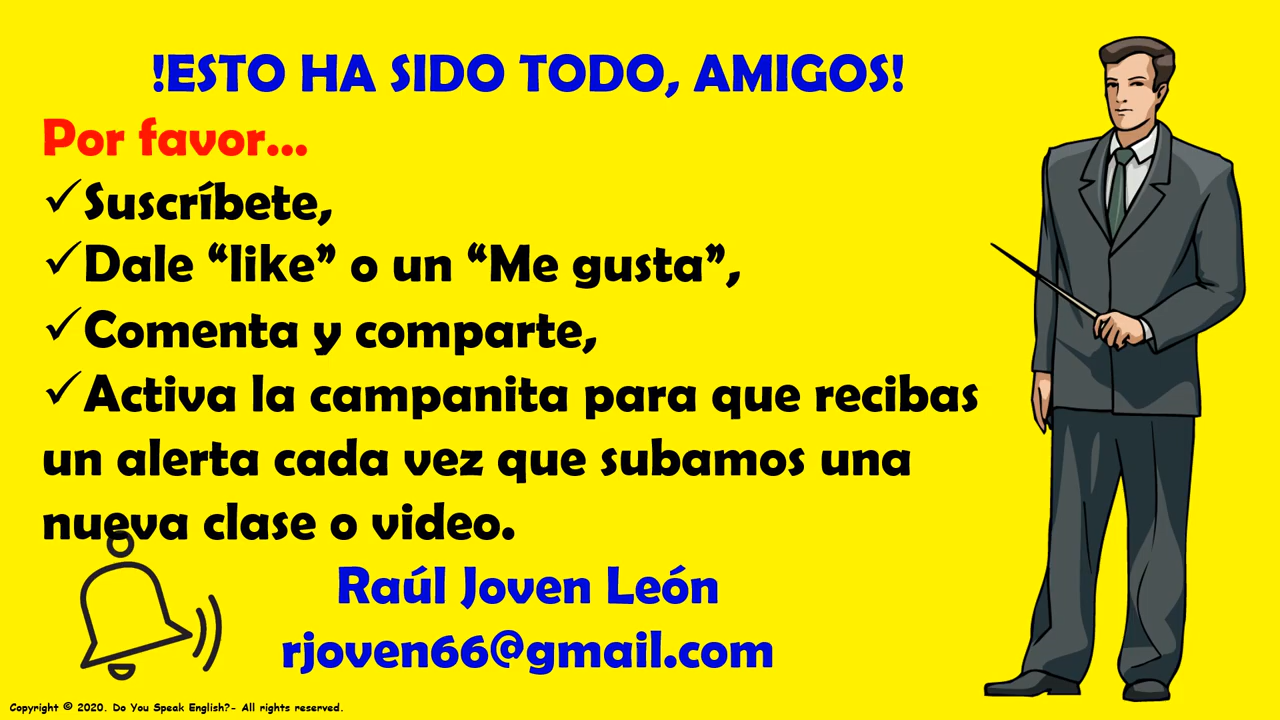 !ESTO HA SIDO TODO, AMIGOS!
Por favor...
✓Suscríbete,
✓Dale “like” o un “Me gusta”,
✓Comenta y comparte,
✓Activa la campanita para que recibas
un alerta cada vez que subamos una
nueva clase o video.
Raúl Joven León
rjoven66@gmail.com
Copyright © 2020. Do You Speak English?- All rights reserved.